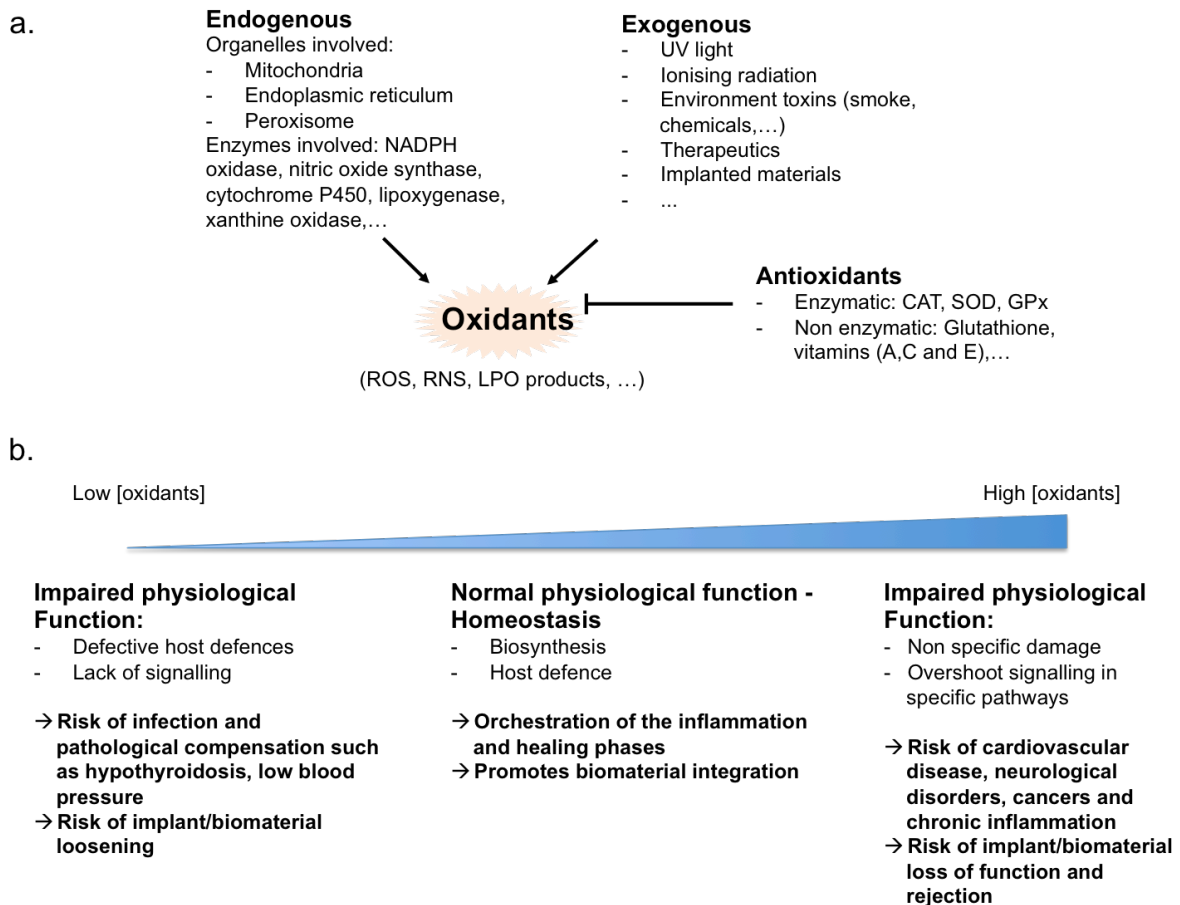 a.
Endogenous
Organelles involved:
- Mitochondria
- Endoplasmic reticulum
- Peroxisome
Enzymes involved: NADPH
oxidase, nitric oxide synthase,
cytochrome P450, lipoxygenase,
xanthine oxidase,…
Exogenous
- UV light
- Ionising radiation
- Environment toxins (smoke,
chemicals,…)
- Therapeutics
- Implanted materials
- ...
Antioxidants
- Enzymatic: CAT, SOD, GPx
- Non enzymatic: Glutathione,
vitamins (A,C and E),…
Oxidants
(ROS, RNS, LPO products, …)
b.
Low [oxidants]
High [oxidants]
Impaired physiological
Function:
- Defective host defences
- Lack of signalling
→ Risk of infection and
pathological compensation such
as hypothyroidosis, low blood
pressure
→ Risk of implant/biomaterial
loosening
Normal physiological function -
Homeostasis
- Biosynthesis
- Host defence
→ Orchestration of the inflammation
and healing phases
→ Promotes biomaterial integration
Impaired physiological
Function:
- Non specific damage
- Overshoot signalling in
specific pathways
→ Risk of cardiovascular
disease, neurological
disorders, cancers and
chronic inflammation
→ Risk of implant/biomaterial
loss of function and
rejection